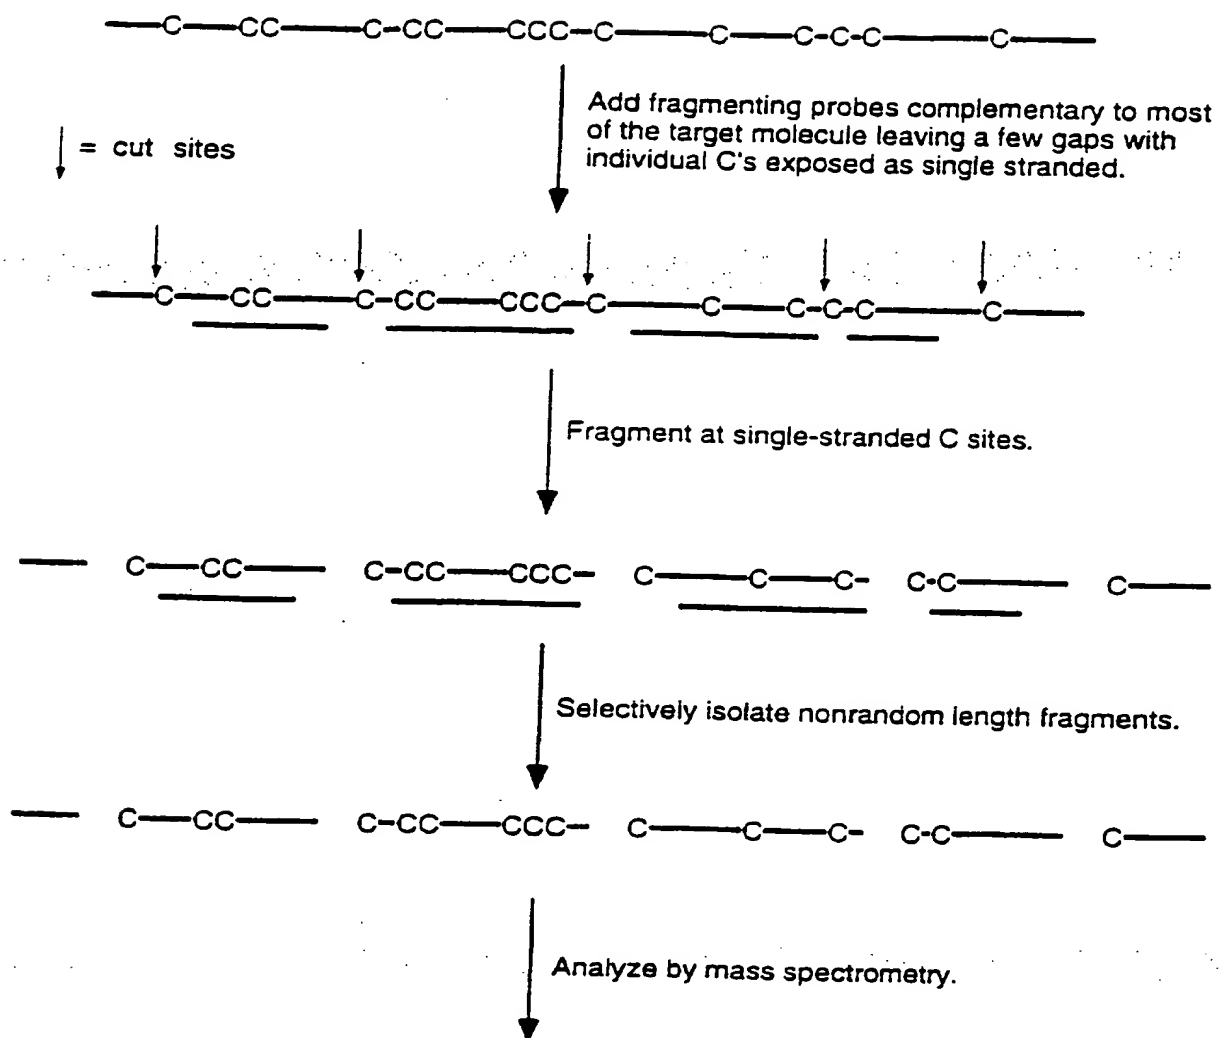 C CC C-CC CCC-C C C-C-C C
Add fragmenting probes complementary to most
of the target molecule leaving a few gaps with
individual C's exposed as single stranded.
= cut sites
C CC C-CC CCC-C C C-C-C C
Fragment at single-stranded C sites.
C CC C-CC CCC- C C C- C-C C
Selectively isolate nonrandom length fragments.
C CC C-CC CCC- C C C- C-C C
Analyze by mass spectrometry.